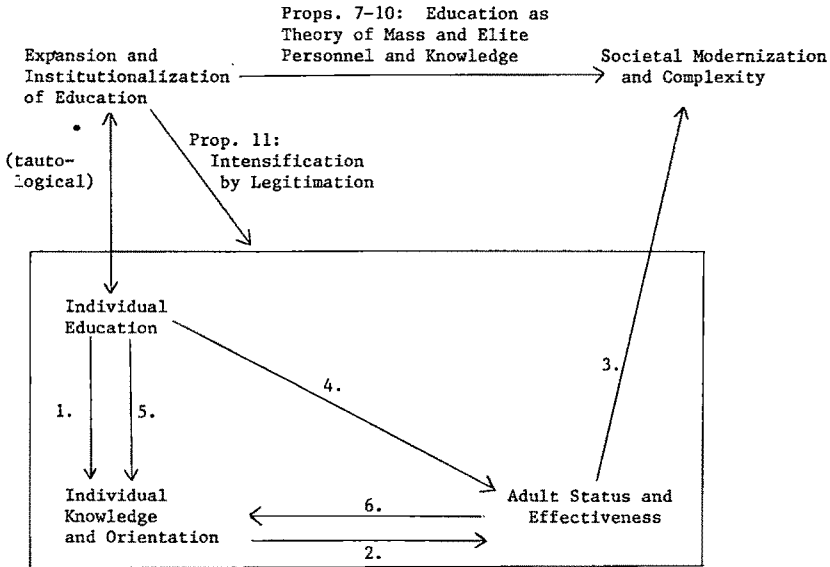 Props. 7-10: Education as
Theory of Mass and Elite
Personnel and Knowledge
Expansion and
Institutionalization
of Education
Societal Modernization
and Complexity
Prop. 11:
Intensification
by Legitimation
(tauto-
logical)
Individual
Education
3.
4.
1.
5.
Individual
Knowledge
and Orientation
6.
2.
Adult Status and
Effectiveness